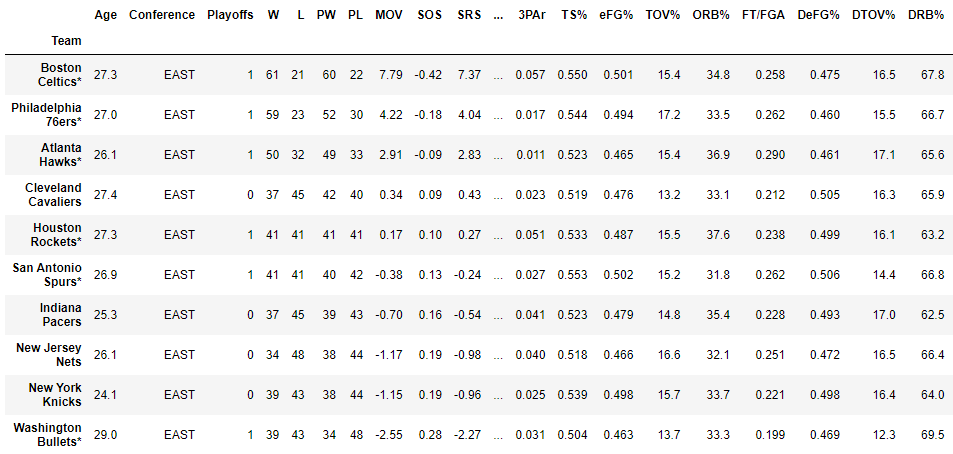 Age Conference Playoffs W L PW PL MOV SOS SRS ... 3PAr TS% eFG% TOV% ORB% FT/FGA DeFG% DTOV% DRB%
Team
Boston Celtics* 27.3 EAST 1 61 21 60 22 7.79 -0.42 7.37 ... 0.057 0.550 0.501 15.4 34.8 0.258 0.475 16.5 67.8
Philadelphia 76ers* 27.0 EAST 1 59 23 52 30 4.22 -0.18 4.04 ... 0.017 0.544 0.494 17.2 33.5 0.262 0.460 15.5 66.7
Atlanta Hawks* 26.1 EAST 1 50 32 49 33 2.91 -0.09 2.83 ... 0.011 0.523 0.465 15.4 36.9 0.290 0.461 17.1 65.6
Cleveland Cavaliers 27.4 EAST 0 37 45 42 40 0.34 0.09 0.43 ... 0.023 0.519 0.476 13.2 33.1 0.212 0.505 16.3 65.9
Houston Rockets* 27.3 EAST 1 41 41 41 41 0.17 0.10 0.27 ... 0.051 0.533 0.487 15.5 37.6 0.238 0.499 16.1 63.2
San Antonio Spurs* 26.9 EAST 1 41 41 40 42 -0.38 0.13 -0.24 ... 0.027 0.553 0.502 15.2 31.8 0.262 0.506 14.4 66.8
Indiana Pacers 25.3 EAST 0 37 45 39 43 -0.70 0.16 -0.54 ... 0.041 0.523 0.479 14.8 35.4 0.228 0.493 17.0 62.5
New Jersey Nets 26.1 EAST 0 34 48 38 44 -1.17 0.19 -0.98 ... 0.040 0.518 0.466 16.6 32.1 0.251 0.472 16.5 66.4
New York Knicks 24.1 EAST 0 39 43 38 44 -1.15 0.19 -0.96 ... 0.025 0.539 0.498 15.7 33.7 0.221 0.498 16.4 64.0
Washington Bullets* 29.0 EAST 1 39 43 34 48 -2.55 0.28 -2.27 ... 0.031 0.504 0.463 13.7 33.3 0.199 0.469 12.3 69.5